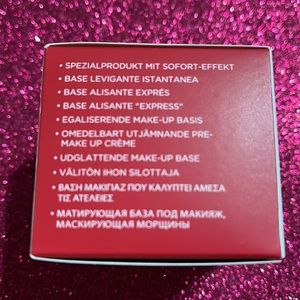 • SPEZIALPRODUKT MIT SOFORT-EFFEKT
• BASE LEVIGANTE ISTANTANEA
• BASE ALISANTE EXPRÉS
• BASE ALISANTE "EXPRESS"
• EGALISERENDE MAKE-UP BASIS
• OMEDELBART UTJÄMNANDE PRE-
MAKE UP CRÈME
• UDGLATTENDE MAKE-UP BASE
• VÄLITÖN IHON SILOTTAJA
• ΒΑΣΗ ΜΑΚΙΓΙΑΖ ΠΟΥ ΚΑΛΥΠΤΕΙ ΑΜΕΣΑ
ΤΙΣ ΑΤΕΛΕΙΕΣ
• МАТИРУЮЩАЯ БАЗА ПОД МАКИЯЖ,
МАСКИРУЮЩАЯ МОРЩИНЫ